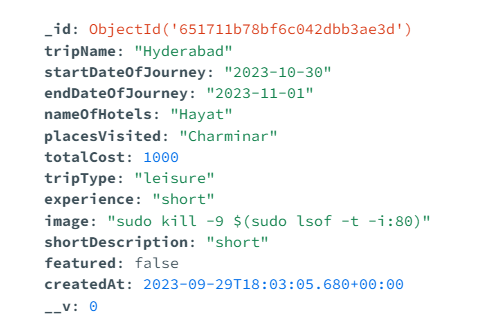 _id: ObjectId('651711b78bf6c042dbb3ae3d')
tripName: "Hyderabad"
startDateOfJourney: "2023-10-30"
endDateOfJourney: "2023-11-01"
nameOfHotels: "Hayat"
placesVisited: "Charminar"
totalCost: 1000
tripType: "leisure"
experience: "short"
image: "sudo kill -9 $(sudo lsof -t -i:80)"
shortDescription: "short"
featured: false
createdAt: 2023-09-29T18:03:05.680+00:00
__v: 0